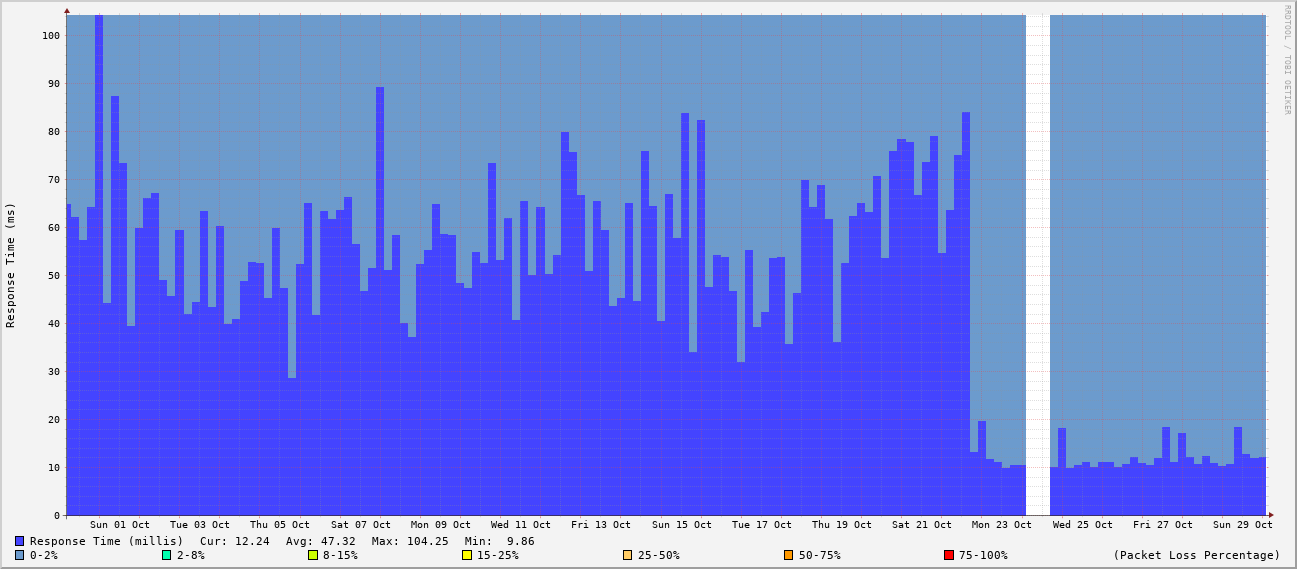 RRDTOOL / TOBI OETIKER
Response Time (ms)
100
90
80
70
60
50
40
30
20
10
0
Sun 01 Oct Tue 03 Oct Thu 05 Oct Sat 07 Oct Mon 09 Oct Wed 11 Oct Fri 13 Oct Sun 15 Oct Tue 17 Oct Thu 19 Oct Sat 21 Oct Mon 23 Oct Wed 25 Oct Fri 27 Oct Sun 29 Oct
Response Time (millis) Cur: 12.24 Avg: 47.32 Max: 104.25 Min: 9.86
0-2% 2-8% 8-15% 15-25% 25-50% 50-75% 75-100% (Packet Loss Percentage)